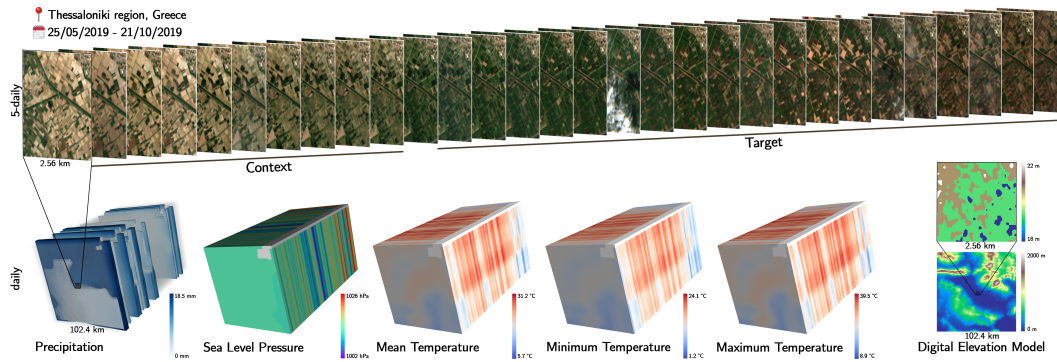 Thessaloniki region, Greece
25/05/2019 - 21/10/2019
5-daily
2.56 km
Context
Target
daily
102.4 km
18.5 mm
0 mm
Precipitation
1026 hPa
1002 hPa
Sea Level Pressure
31.2 °C
5.7 °C
Mean Temperature
24.1 °C
1.2 °C
Minimum Temperature
39.5 °C
6.9 °C
Maximum Temperature
22 m
18 m
2.56 km
2000 m
0 m
102.4 km
Digital Elevation Model